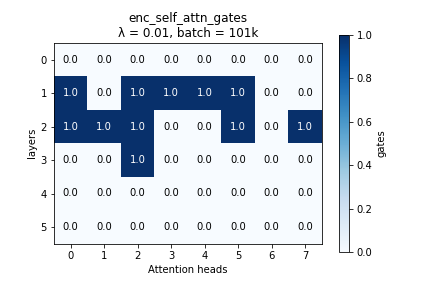 enc_self_attn_gates
λ = 0.01, batch = 101k
0 0.0 0.0 0.0 0.0 0.0 0.0 0.0 0.0
1 1.0 0.0 1.0 1.0 1.0 1.0 0.0 0.0
2 1.0 1.0 1.0 0.0 0.0 1.0 0.0 1.0
3 0.0 0.0 1.0 0.0 0.0 0.0 0.0 0.0
4 0.0 0.0 0.0 0.0 0.0 0.0 0.0 0.0
5 0.0 0.0 0.0 0.0 0.0 0.0 0.0 0.0
0 1 2 3 4 5 6 7
Attention heads
layers
1.0
0.8
0.6
0.4
0.2
0.0
gates